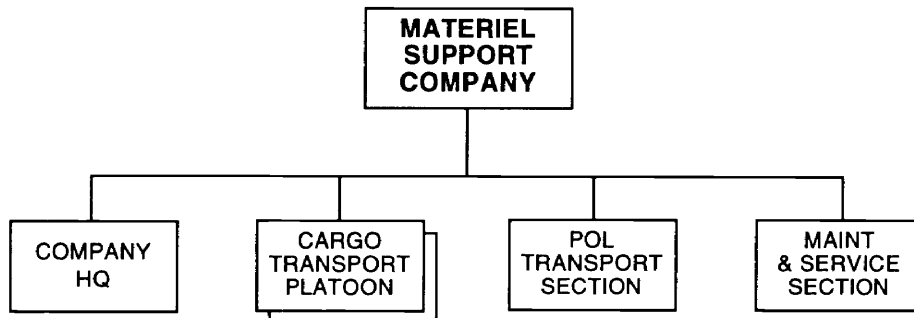 MATERIEL
SUPPORT
COMPANY
COMPANY
HQ
CARGO
TRANSPORT
PLATOON
POL
TRANSPORT
SECTION
MAINT
& SERVICE
SECTION